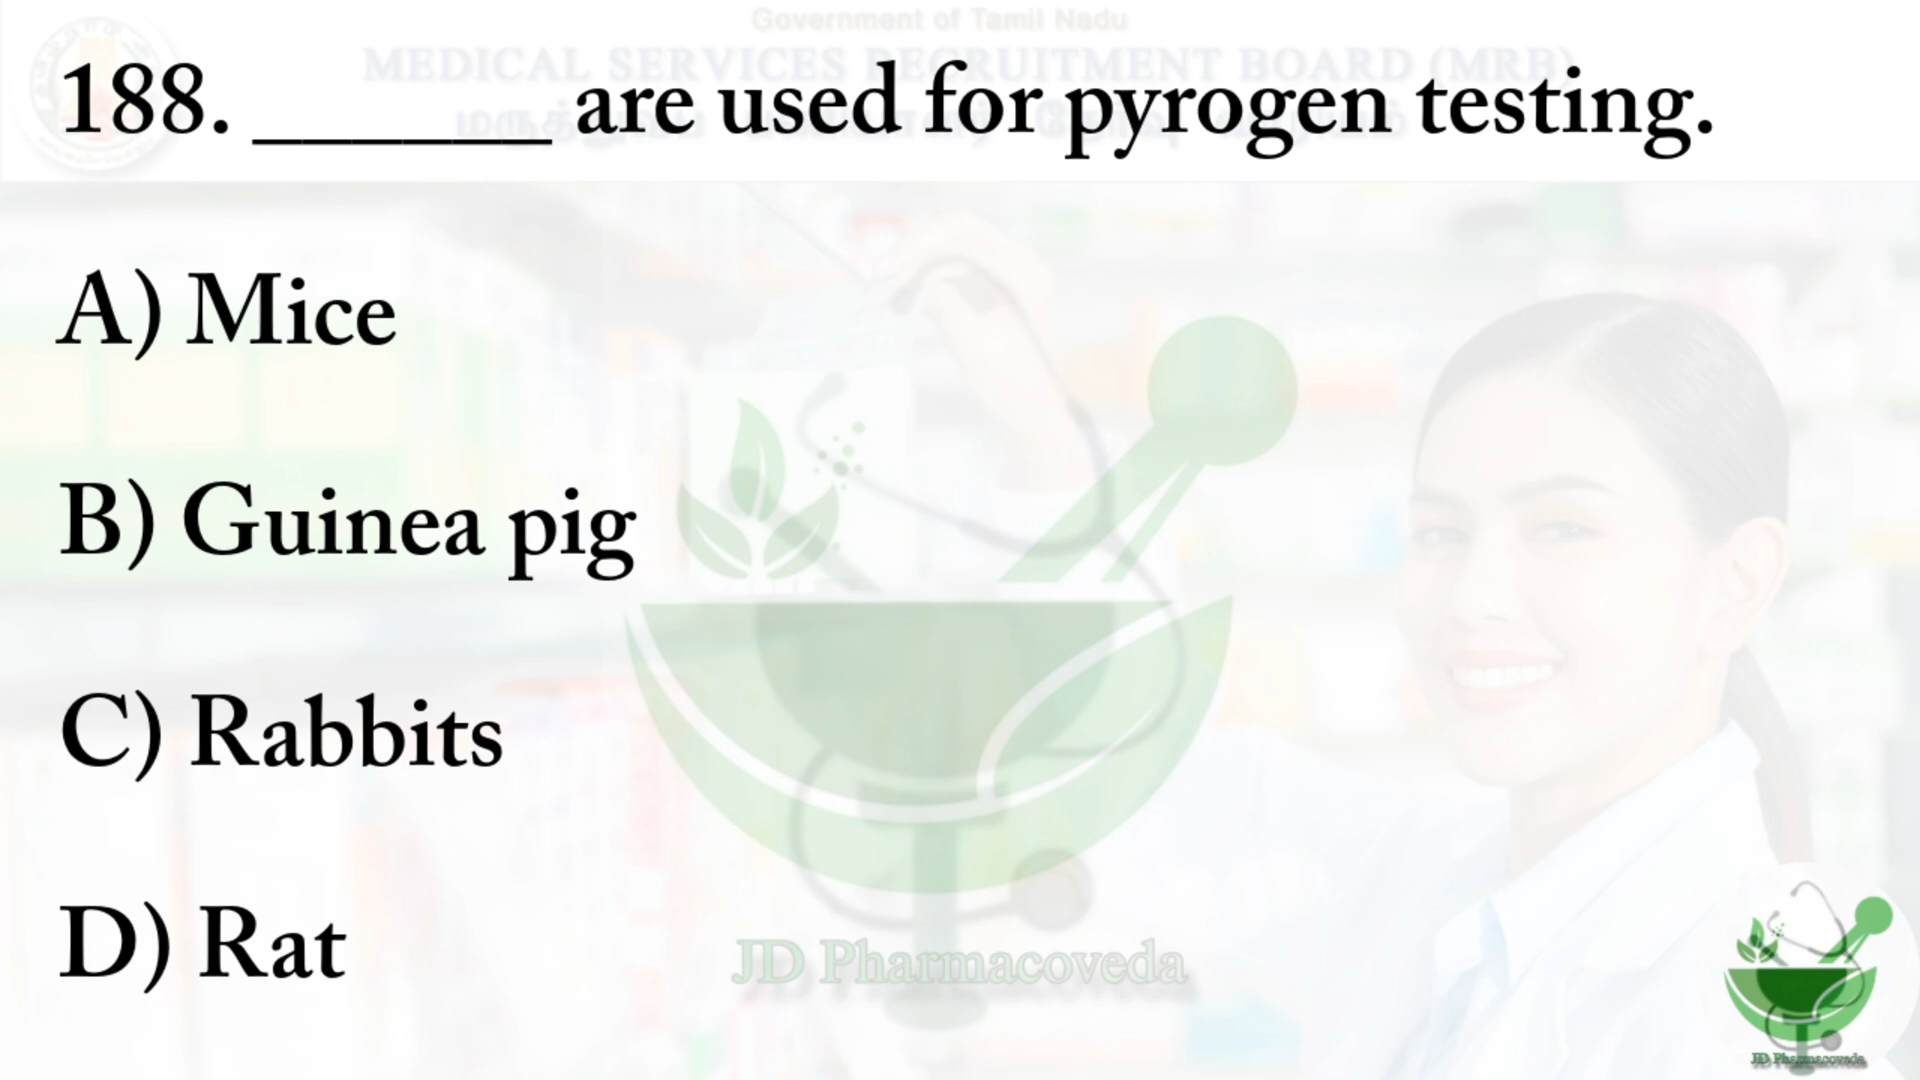 Government of Tamil Nadu
MEDICAL SERVICES RECRUITMENT BOARD (MRB)
188. ______ are used for pyrogen testing.
A) Mice
B) Guinea pig
C) Rabbits
D) Rat
JD Pharmacoveda
JD Pharmacoveda